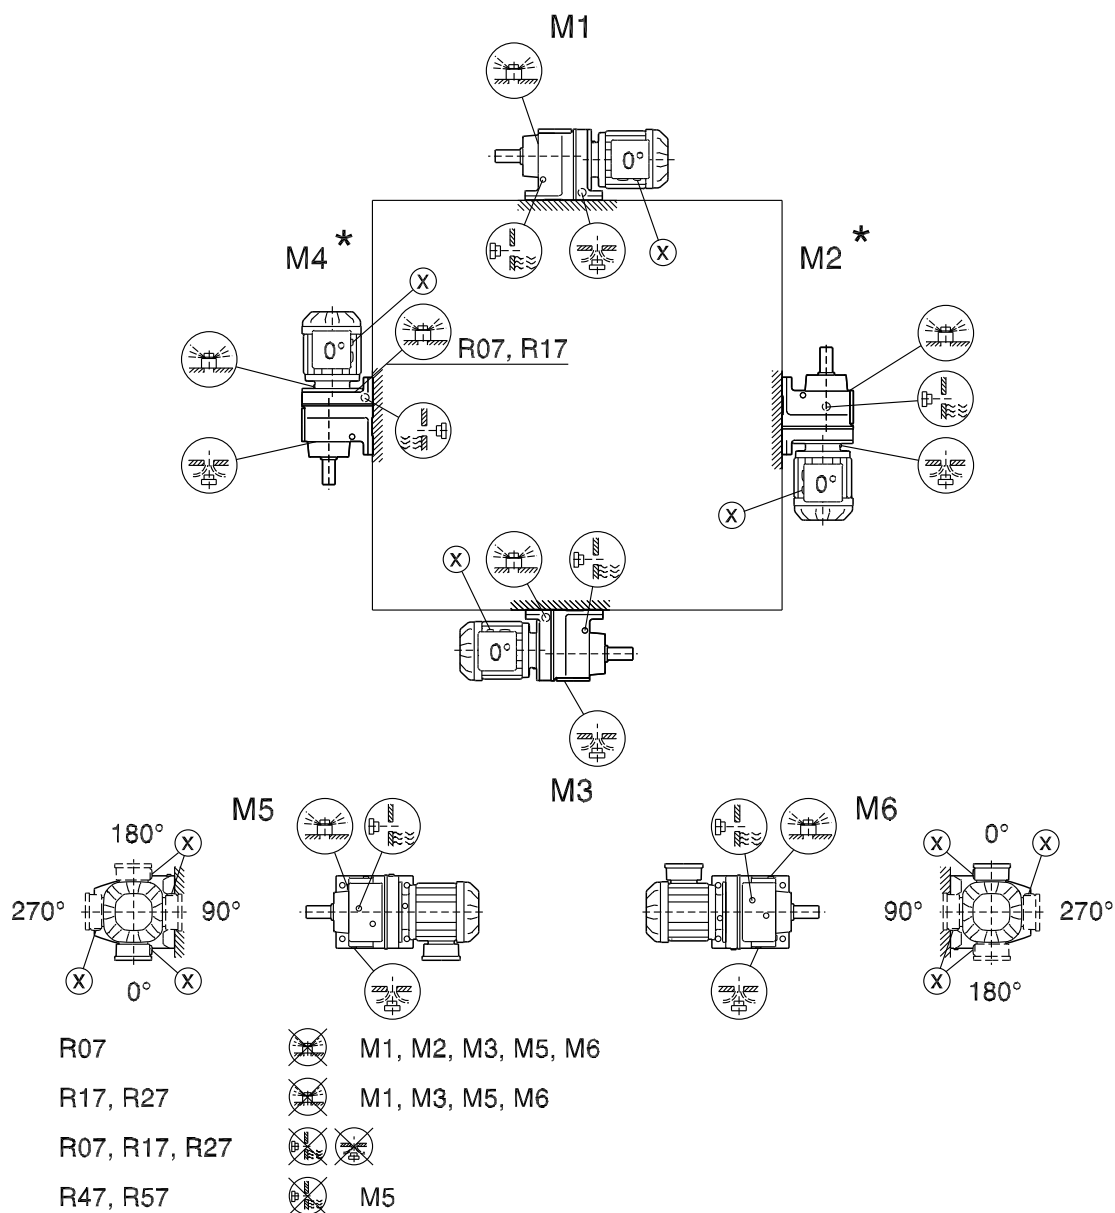 M1
0°
X
M4 *
M2 *
X
0°
R07, R17
0°
X
X
0°
M3
M5
M6
180°
X
270°
90°
X
0°
X
0°
X
X
90°
270°
X
180°
R07 M1, M2, M3, M5, M6
R17, R27 M1, M3, M5, M6
R07, R17, R27
R47, R57 M5